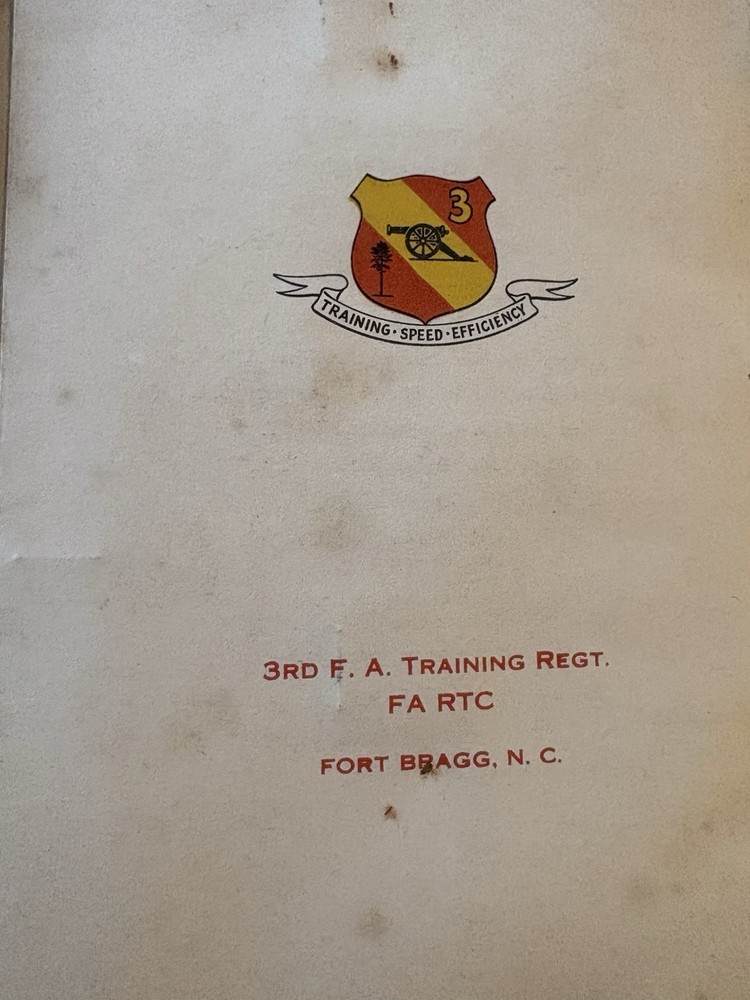 3
TRAINING · SPEED · EFFICIENCY
3RD F. A. TRAINING REGT.
FA RTC
FORT BRAGG, N. C.